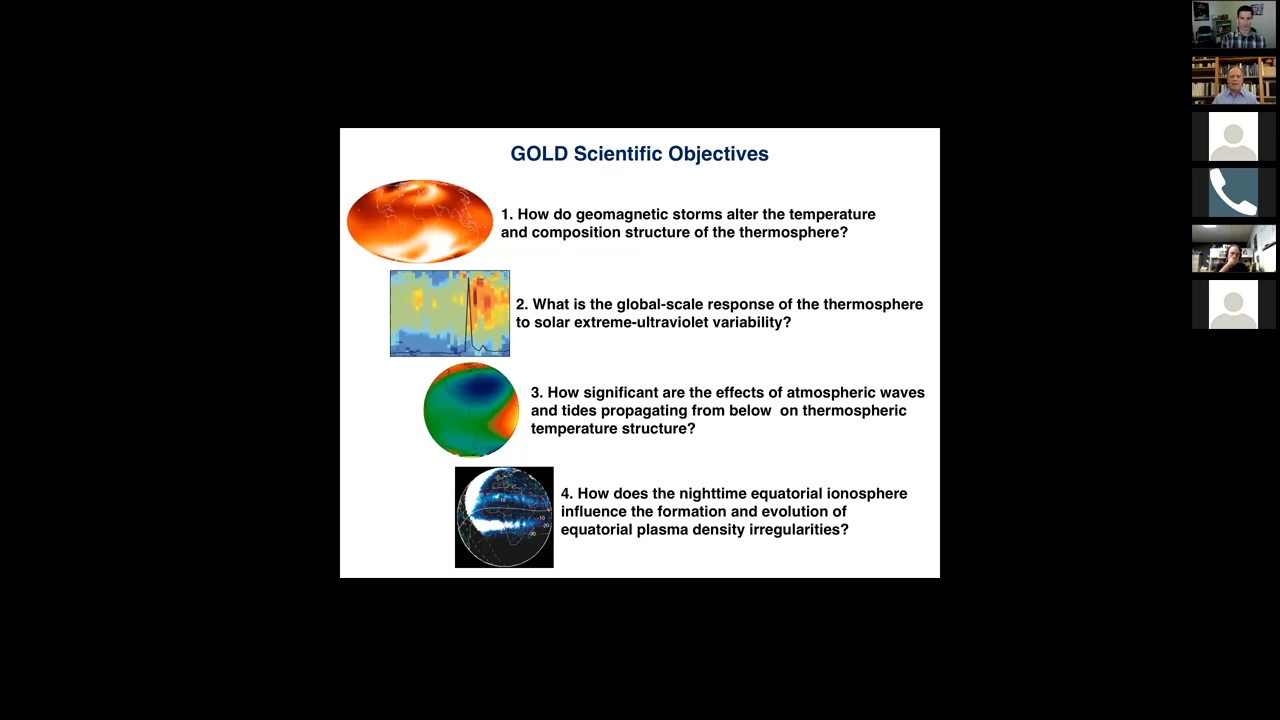 GOLD Scientific Objectives
1. How do geomagnetic storms alter the temperature
and composition structure of the thermosphere?
2. What is the global-scale response of the thermosphere
to solar extreme-ultraviolet variability?
3. How significant are the effects of atmospheric waves
and tides propagating from below on thermospheric
temperature structure?
4. How does the nighttime equatorial ionosphere
influence the formation and evolution of
equatorial plasma density irregularities?